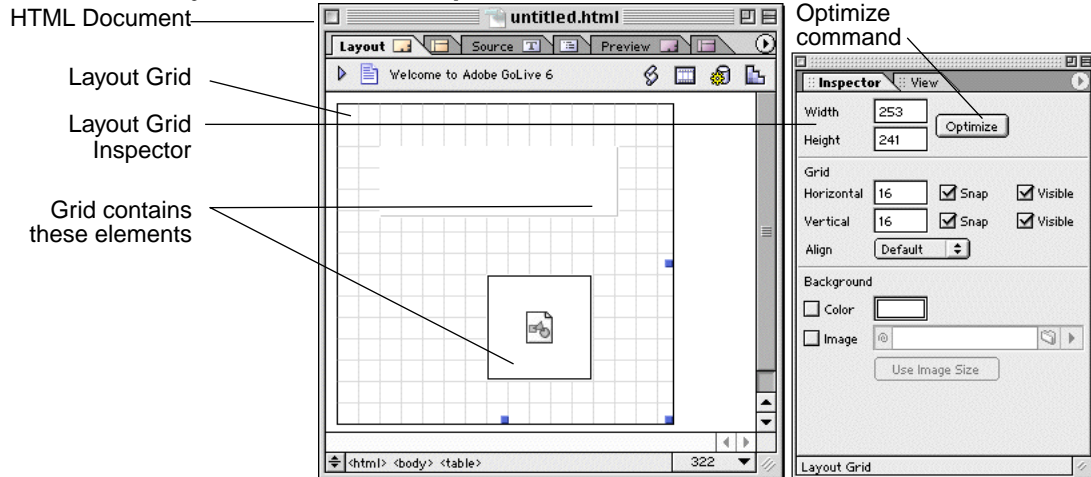 HTML Document
Layout Grid
Layout Grid
Inspector
Grid contains
these elements
untitled.html
Layout
Source
Preview
Welcome to Adobe GoLive 6
<html> <body> <table>
322
Optimize
command
Inspector
View
Width 253
Optimize
Height 241
Grid
Horizontal 16 Snap Visible
Vertical 16 Snap Visible
Align Default
Background
Color
Image
Use Image Size
Layout Grid